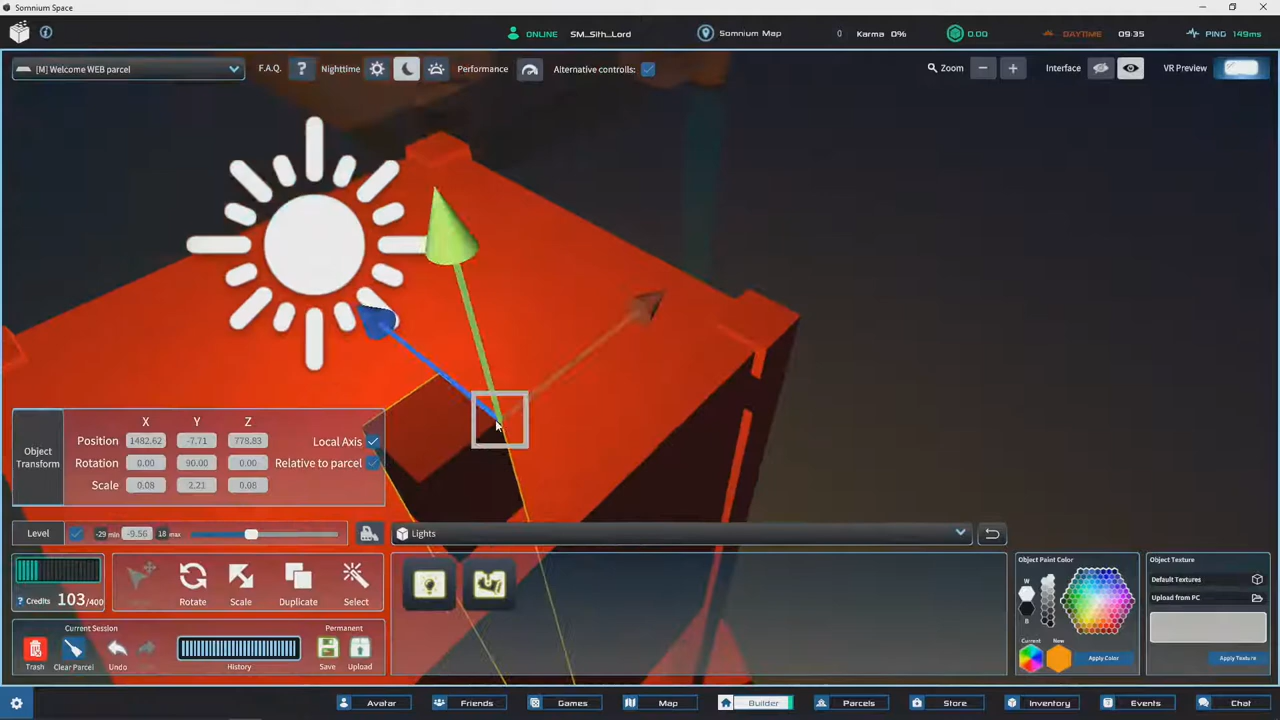 Somnium Space
ONLINE SM_Sith_Lord Somnium Map 0 Karma 0% 0.00 DAYTIME 09:35 PING 149ms
[M] Welcome WEB parcel F.A.Q. ? Nighttime Performance Alternative controlls: Zoom Interface VR Preview
X Y Z
Object Transform
Position 1482.62 -7.71 778.83 Local Axis
Rotation 0.00 90.00 0.00 Relative to parcel
Scale 0.08 2.21 0.08
Level -29 min -9.56 18 max Lights
Object Paint Color Object Texture
Default Textures
W
Upload from PC
B
? Credits 103/400 Rotate Scale Duplicate Select
Current Session Permanent
Current New
Trash Clear Parcel Undo History Save Upload Apply Color Apply Texture
Avatar Friends Games Map Builder Parcels Store Inventory Events Chat